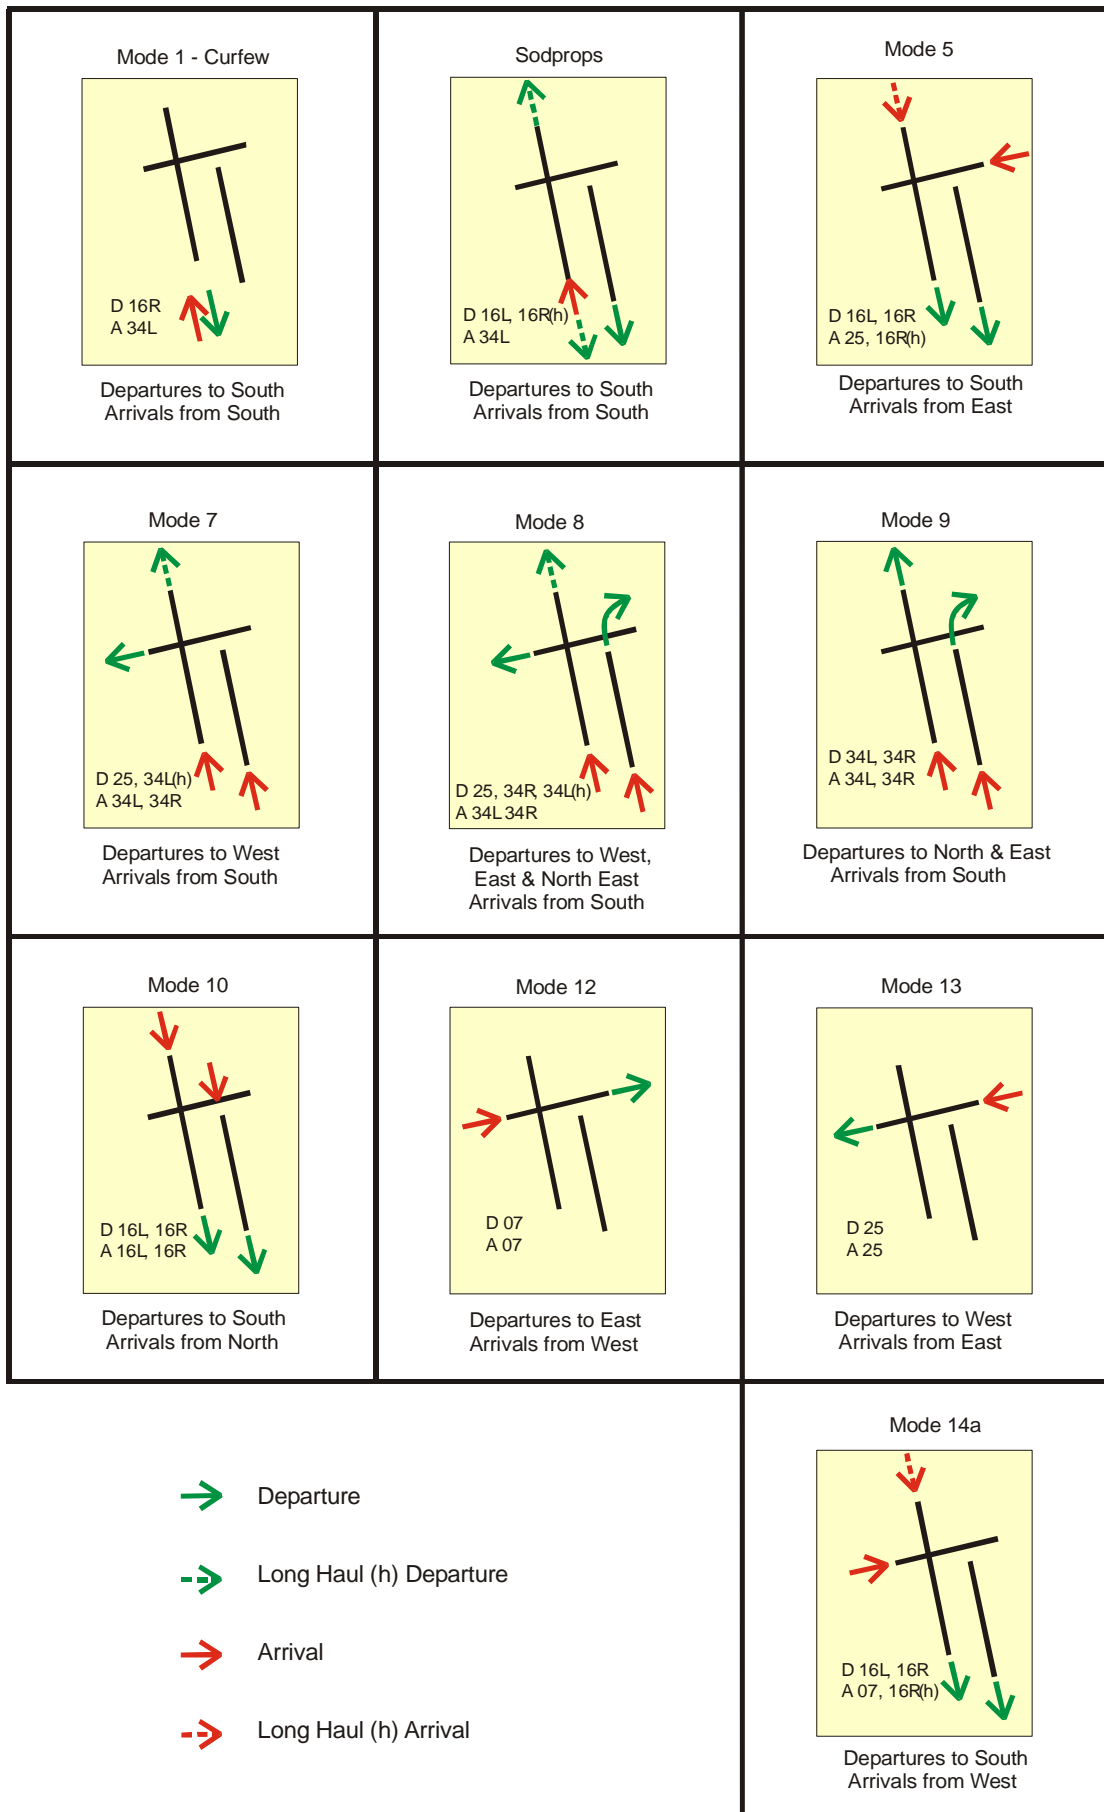 Mode 1 - Curfew
D 16R
A 34L
Departures to South
Arrivals from South
Sodprops
D 16L, 16R(h)
A 34L
Departures to South
Arrivals from South
Mode 5
D 16L, 16R
A 25, 16R(h)
Departures to South
Arrivals from East
Mode 7
D 25, 34L(h)
A 34L, 34R
Departures to West
Arrivals from South
Mode 8
D 25, 34R, 34L(h)
A 34L 34R
Departures to West,
East & North East
Arrivals from South
Mode 9
D 34L, 34R
A 34L, 34R
Departures to North & East
Arrivals from South
Mode 10
D 16L, 16R
A 16L, 16R
Departures to South
Arrivals from North
Mode 12
D 07
A 07
Departures to East
Arrivals from West
Mode 13
D 25
A 25
Departures to West
Arrivals from East
Departure
Long Haul (h) Departure
Arrival
Long Haul (h) Arrival
Mode 14a
D 16L, 16R
A 07, 16R(h)
Departures to South
Arrivals from West